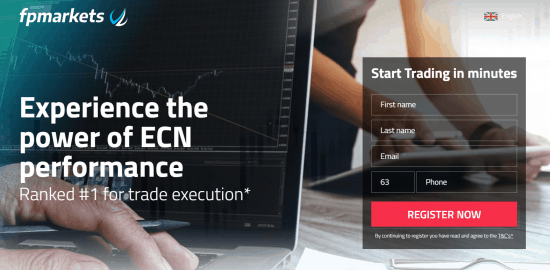 fpmarkets
Experience the
power of ECN
performance
Ranked #1 for trade execution*
Start Trading in minutes
First name
Last name
Email
63 Phone
REGISTER NOW
By continuing to register you have read and agree to the T&C's*